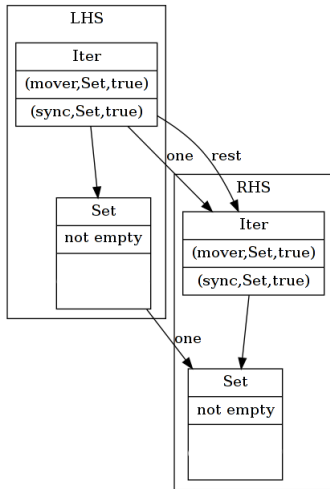 LHS
Iter
(mover,Set,true)
(sync,Set,true)
one
rest
RHS
Set
not empty
Iter
(mover,Set,true)
(sync,Set,true)
one
Set
not empty